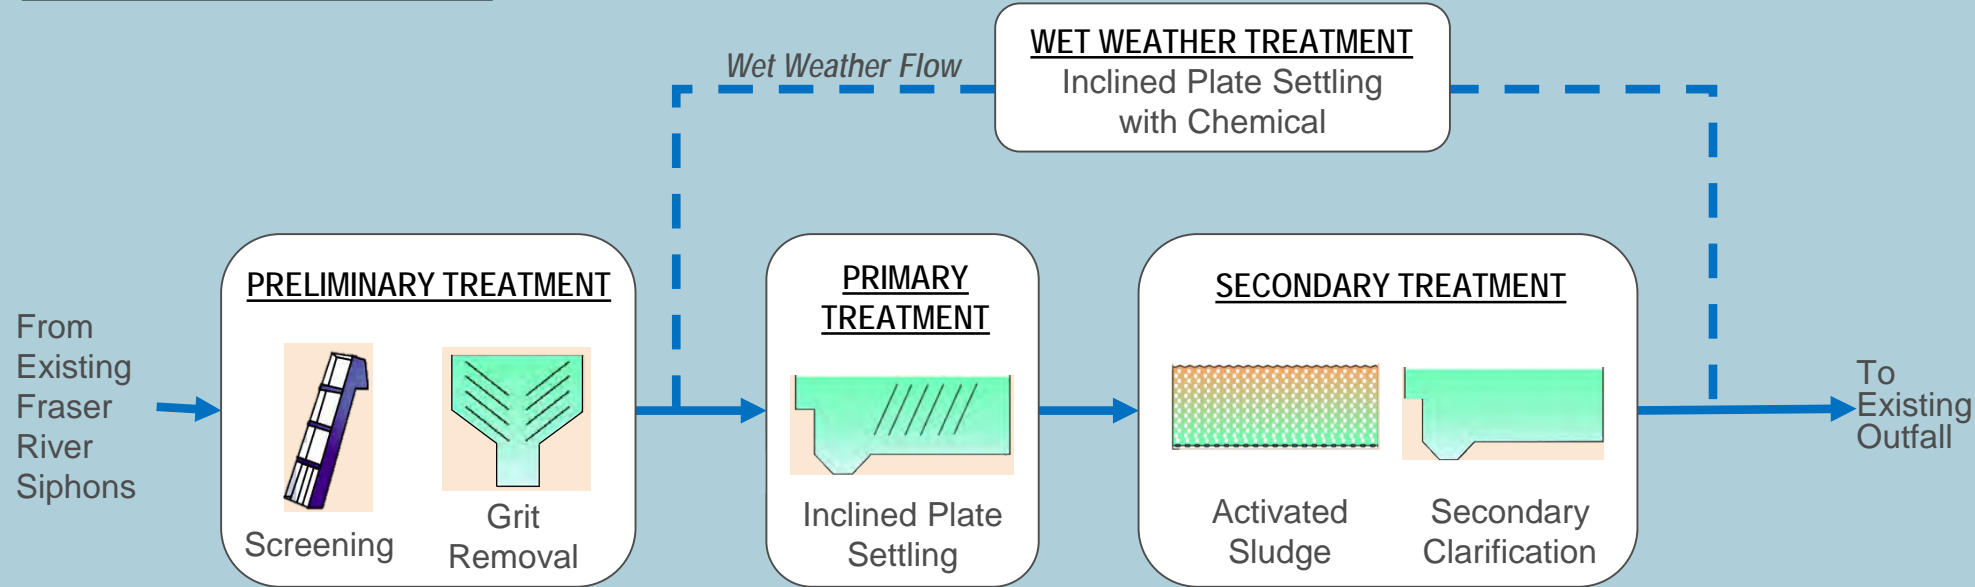 WET WEATHER TREATMENT
Inclined Plate Settling
with Chemical
Wet Weather Flow
From
Existing
Fraser
River
Siphons
PRELIMINARY TREATMENT
Screening
Grit
Removal
PRIMARY
TREATMENT
Inclined Plate
Settling
SECONDARY TREATMENT
Activated
Sludge
Secondary
Clarification
To
Existing
Outfall